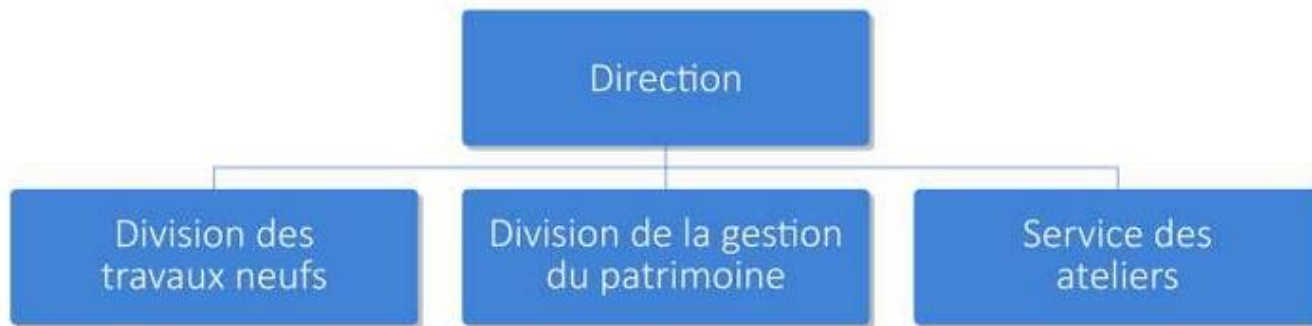 Direction
Division des
travaux neufs
Division de la gestion
du patrimoine
Service des
ateliers